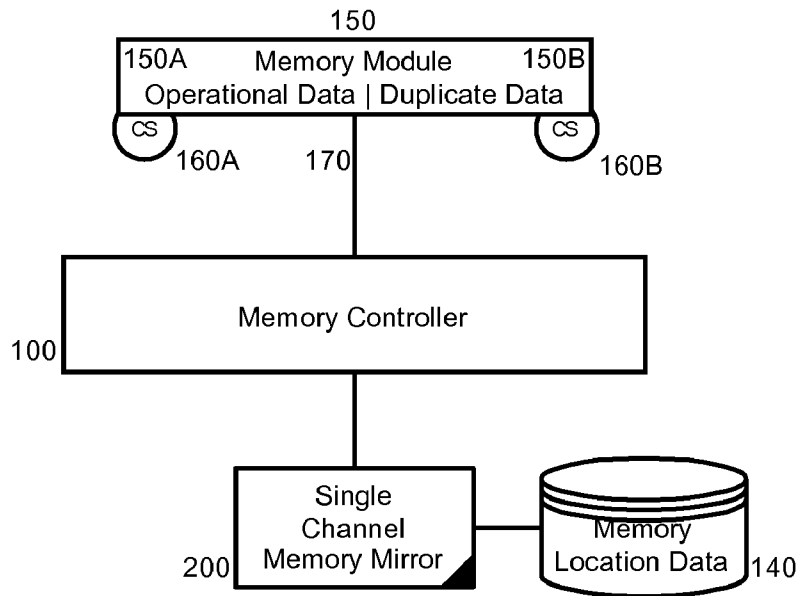 150
150A Memory Module 150B
Operational Data | Duplicate Data
CS CS
160A 170 160B
Memory Controller
100
Single
Channel
Memory Mirror
200
Memory
Location Data
140